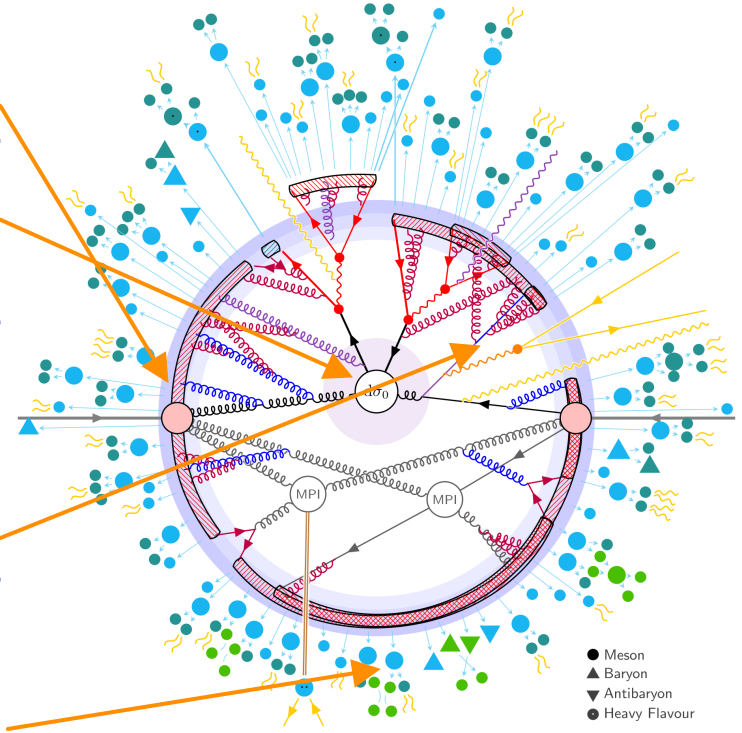 dσ₀
MPI
MPI
Meson
Baryon
Antibaryon
Heavy Flavour